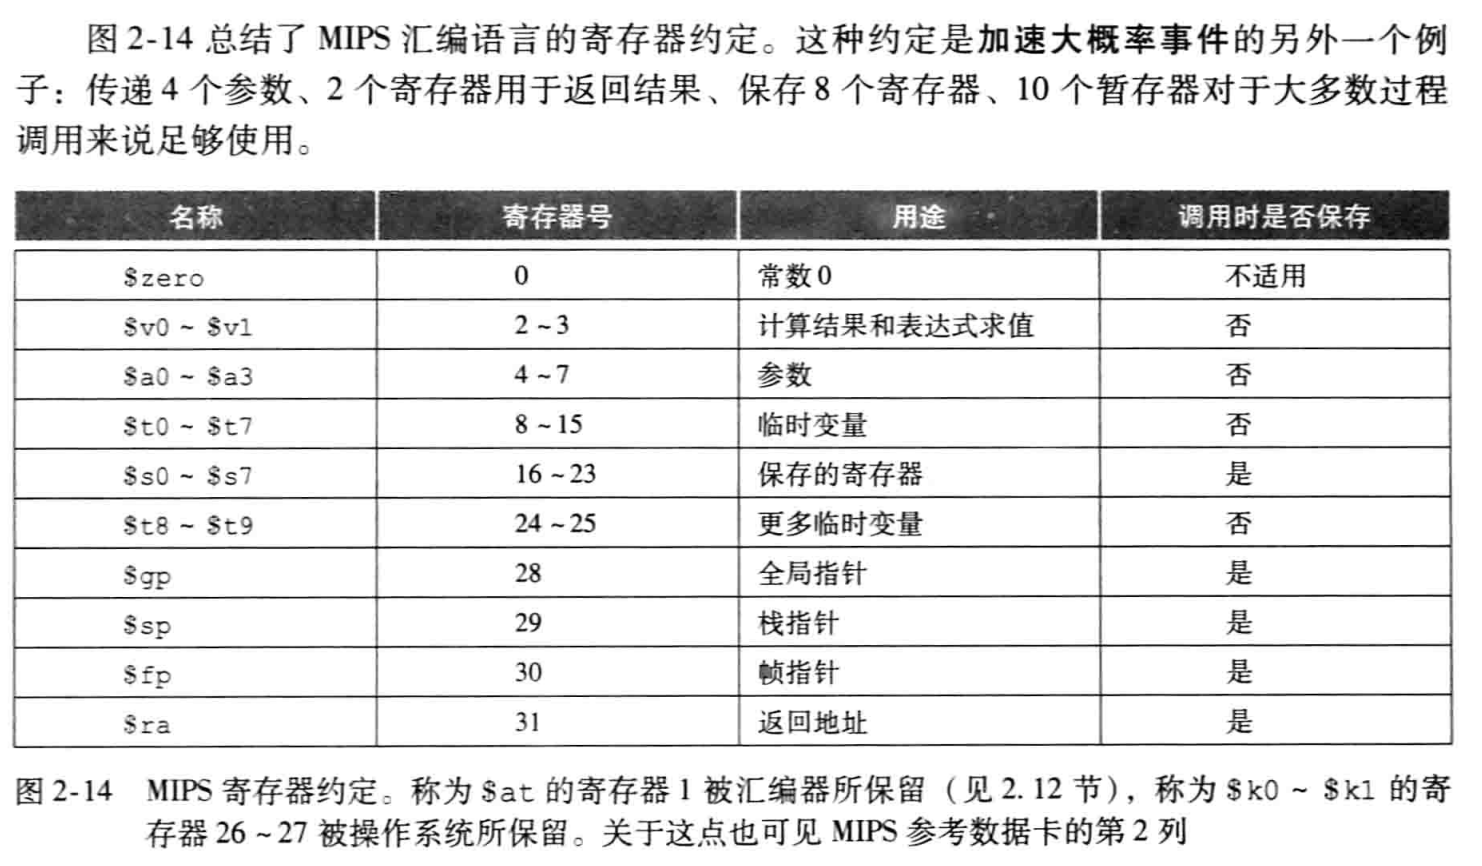 图 2-14 总结了 MIPS 汇编语言的寄存器约定。这种约定是加速大概率事件的另外一个例
子：传递 4 个参数、2 个寄存器用于返回结果、保存 8 个寄存器、10 个暂存器对于大多数过程
调用来说足够使用。
名称 寄存器号 用途 调用时是否保存
$zero 0 常数 0 不适用
$v0 ~ $v1 2 ~ 3 计算结果和表达式求值 否
$a0 ~ $a3 4 ~ 7 参数 否
$t0 ~ $t7 8 ~ 15 临时变量 否
$s0 ~ $s7 16 ~ 23 保存的寄存器 是
$t8 ~ $t9 24 ~ 25 更多临时变量 否
$gp 28 全局指针 是
$sp 29 栈指针 是
$fp 30 帧指针 是
$ra 31 返回地址 是
图 2-14 MIPS 寄存器约定。称为 $at 的寄存器 1 被汇编器所保留（见 2.12 节），称为 $k0 ~ $k1 的寄
存器 26 ~ 27 被操作系统所保留。关于这点也可见 MIPS 参考数据卡的第 2 列